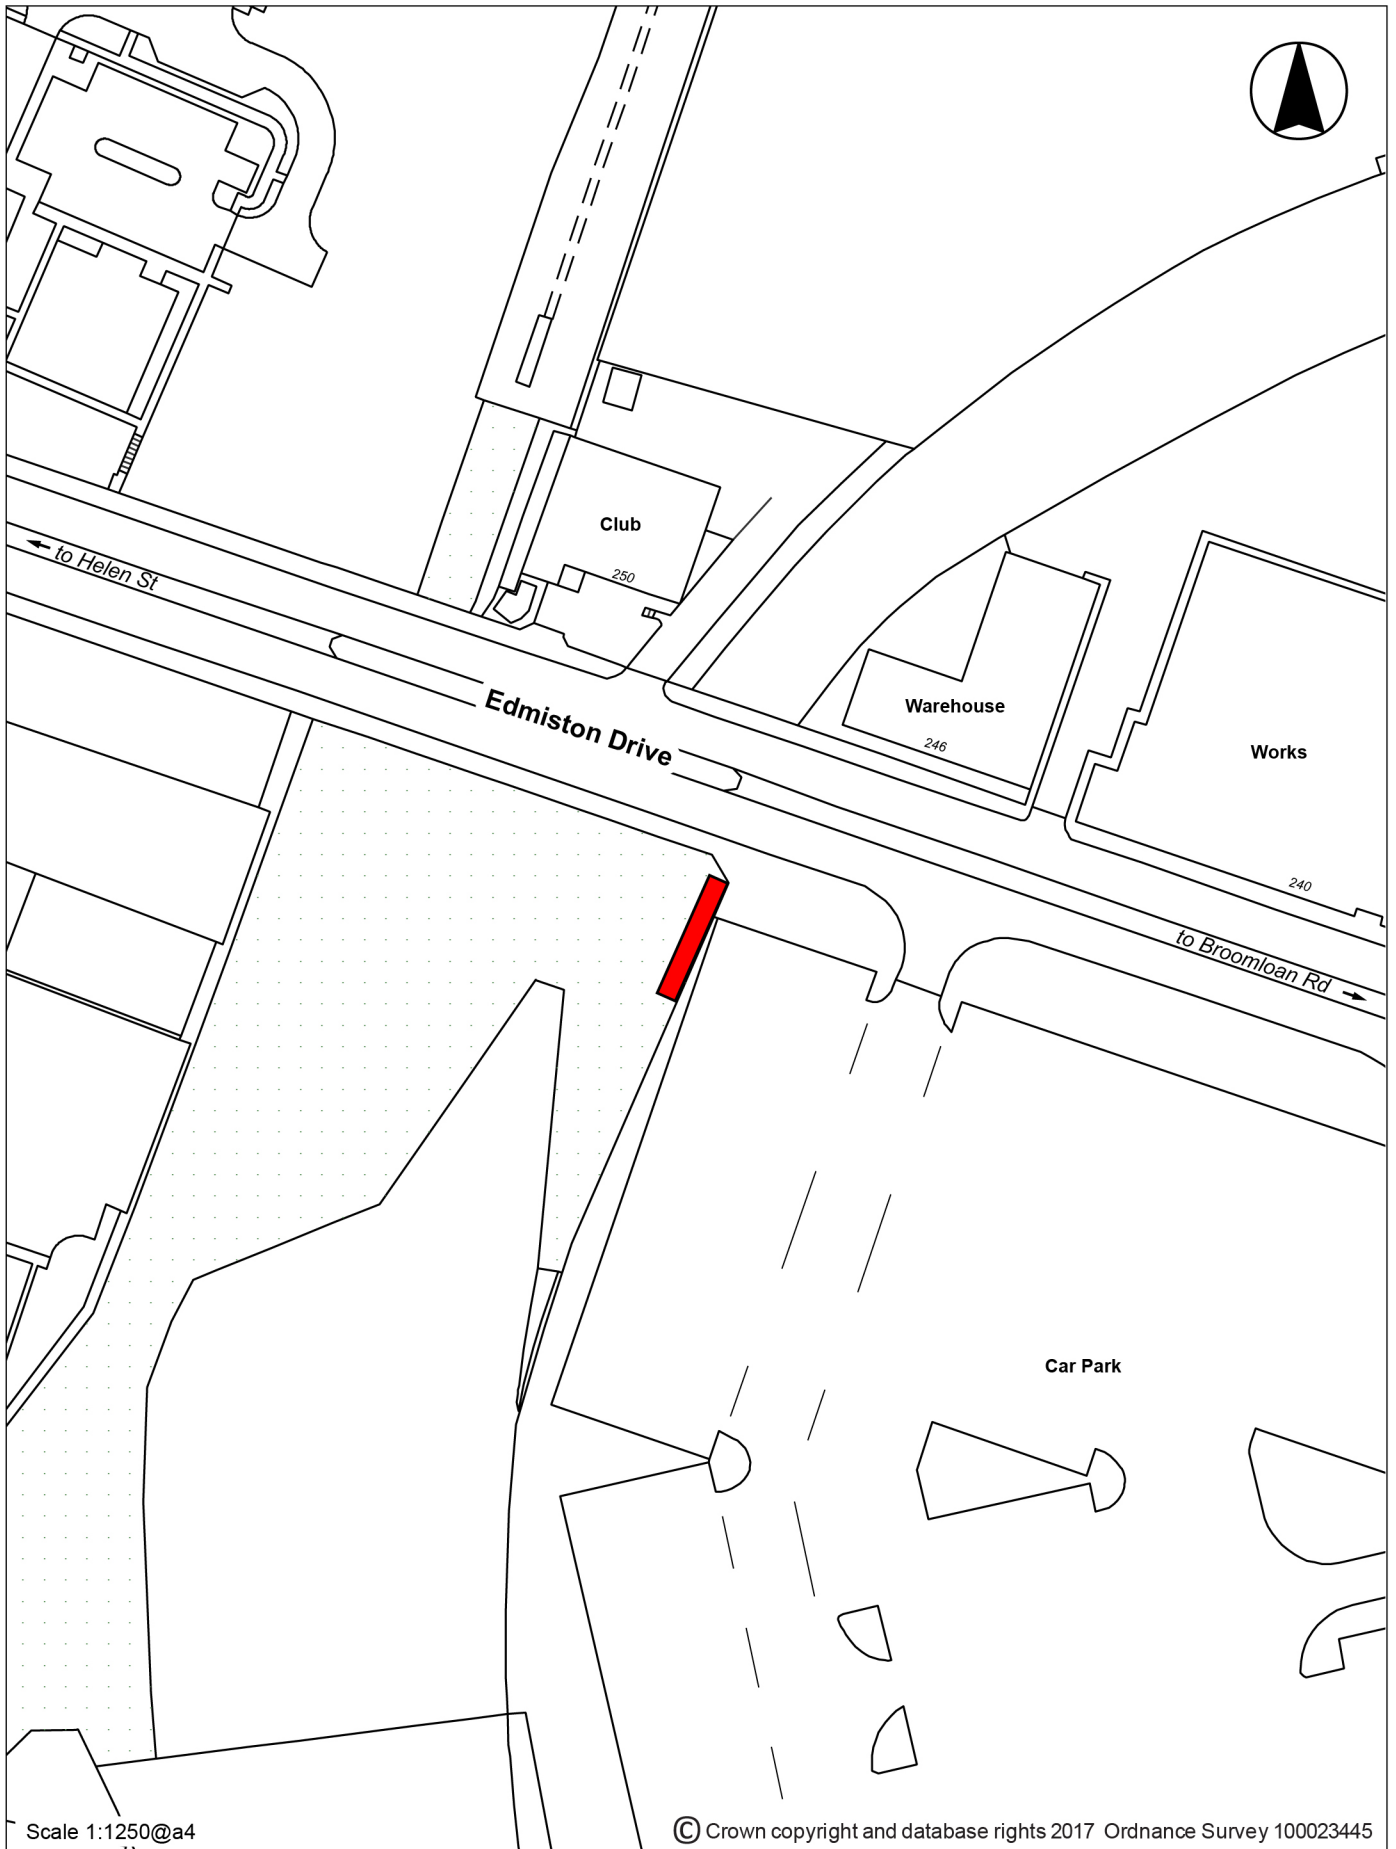 Club
250
to Helen St
Edmiston Drive
Warehouse
246
Works
240
to Broomloan Rd
Car Park
Scale 1:1250@a4
© Crown copyright and database rights 2017 Ordnance Survey 100023445